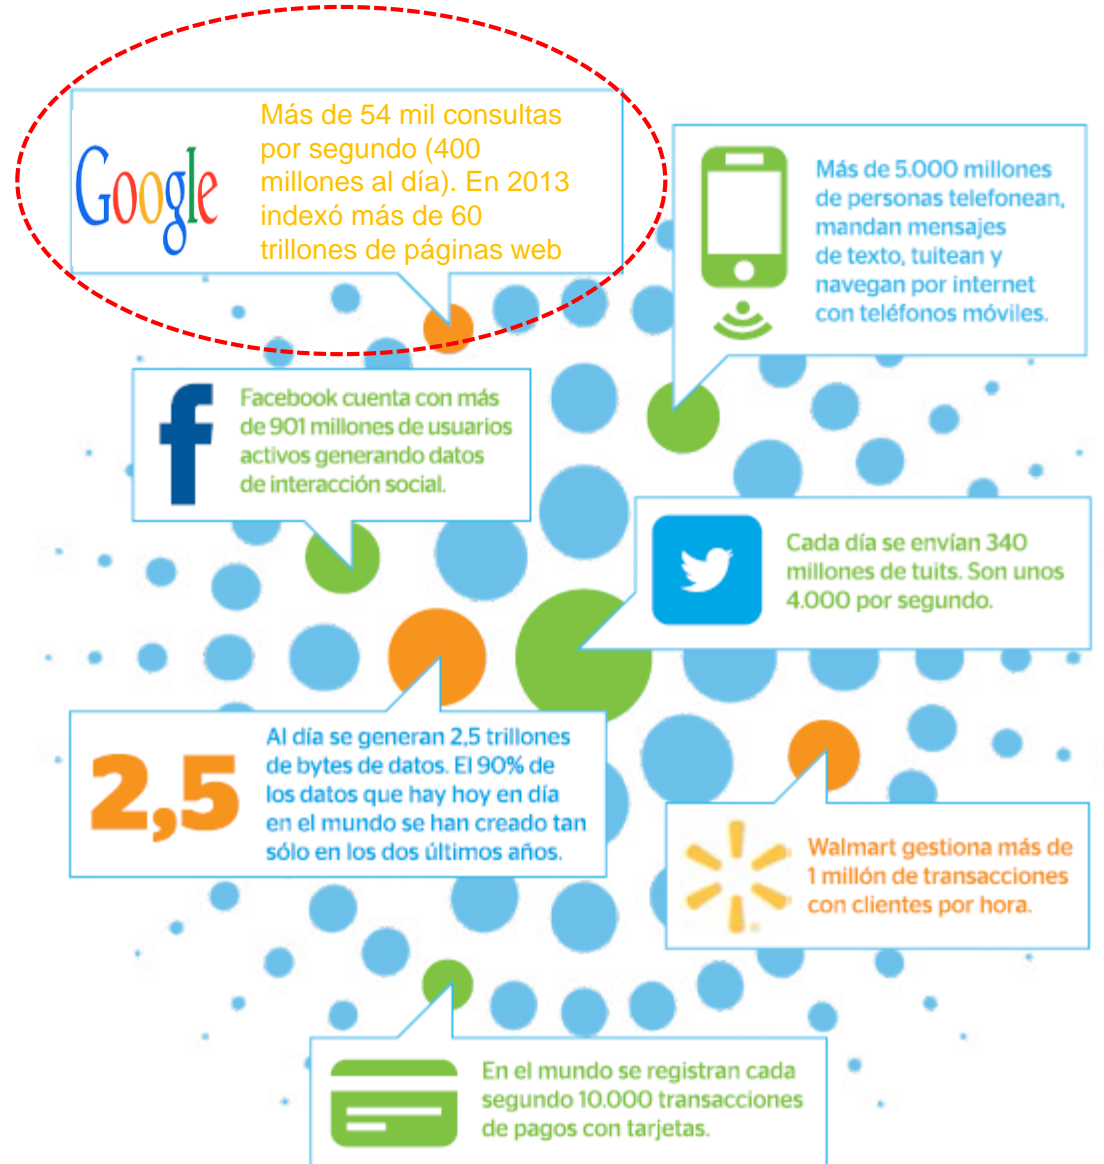 Google
Más de 54 mil consultas
por segundo (400
millones al día). En 2013
indexó más de 60
trillones de páginas web
Más de 5.000 millones
de personas telefonean,
mandan mensajes
de texto, tuitean y
navegan por internet
con teléfonos móviles.
f
Facebook cuenta con más
de 901 millones de usuarios
activos generando datos
de interacción social.
Cada día se envían 340
millones de tuits. Son unos
4.000 por segundo.
2,5
Al día se generan 2,5 trillones
de bytes de datos. El 90% de
los datos que hay hoy en día
en el mundo se han creado tan
sólo en los dos últimos años.
Walmart gestiona más de
1 millón de transacciones
con clientes por hora.
En el mundo se registran cada
segundo 10.000 transacciones
de pagos con tarjetas.